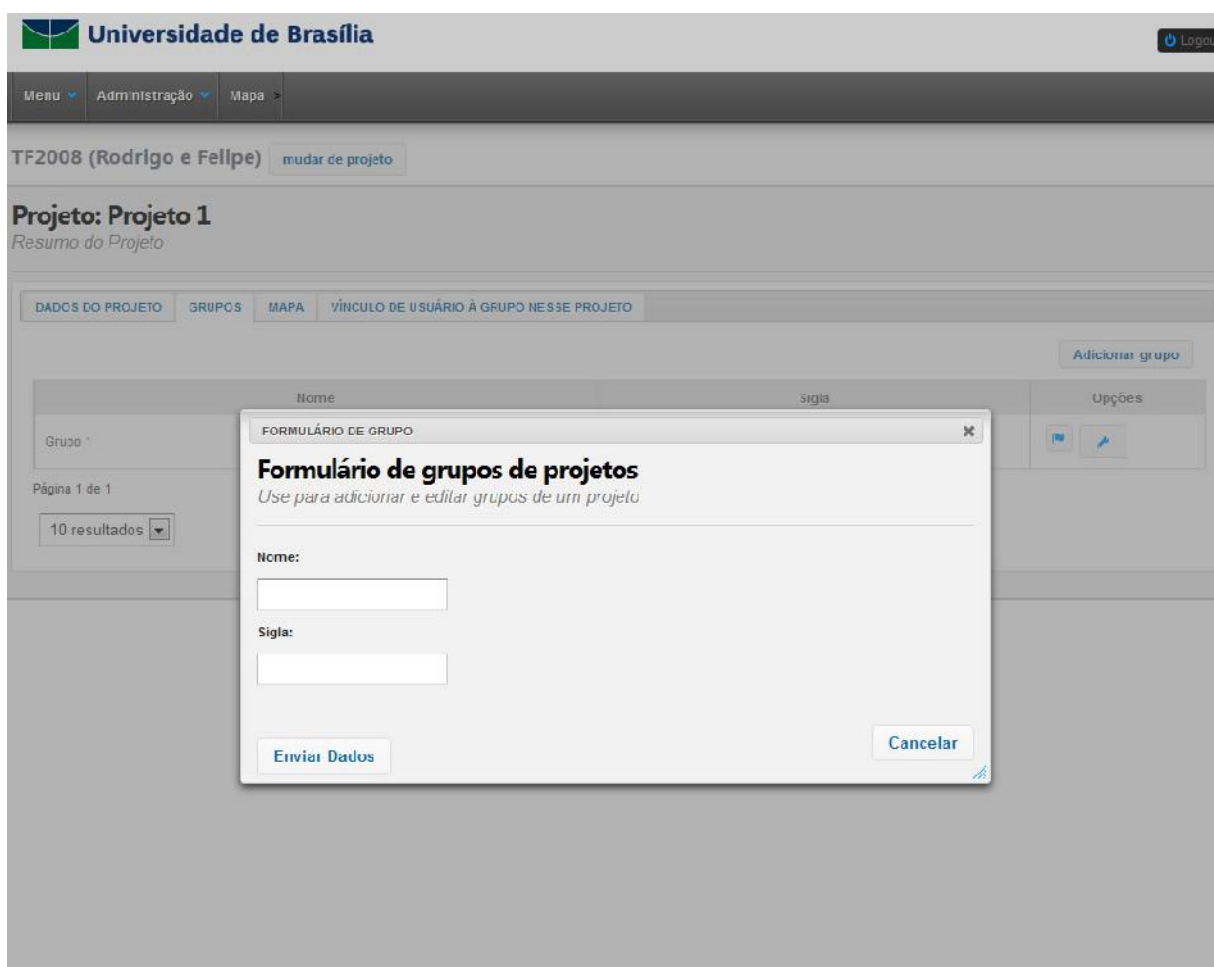 Universidade de Brasília
Logou
Menu Administração Mapa >
TF2008 (Rodrigo e Felipe) mudar de projeto
Projeto: Projeto 1
Resumo do Projeto
DADOS DO PROJETO GRUPOS MAPA VÍNCULO DE USUÁRIO À GRUPO NESSE PROJETO
Adicionar grupo
Nome Sigla Opções
Grupo 1
Página 1 de 1
10 resultados
FORMULÁRIO DE GRUPO
Formulário de grupos de projetos
Use para adicionar e editar grupos de um projeto
Nome:
Sigla:
Enviar Dados
Cancelar